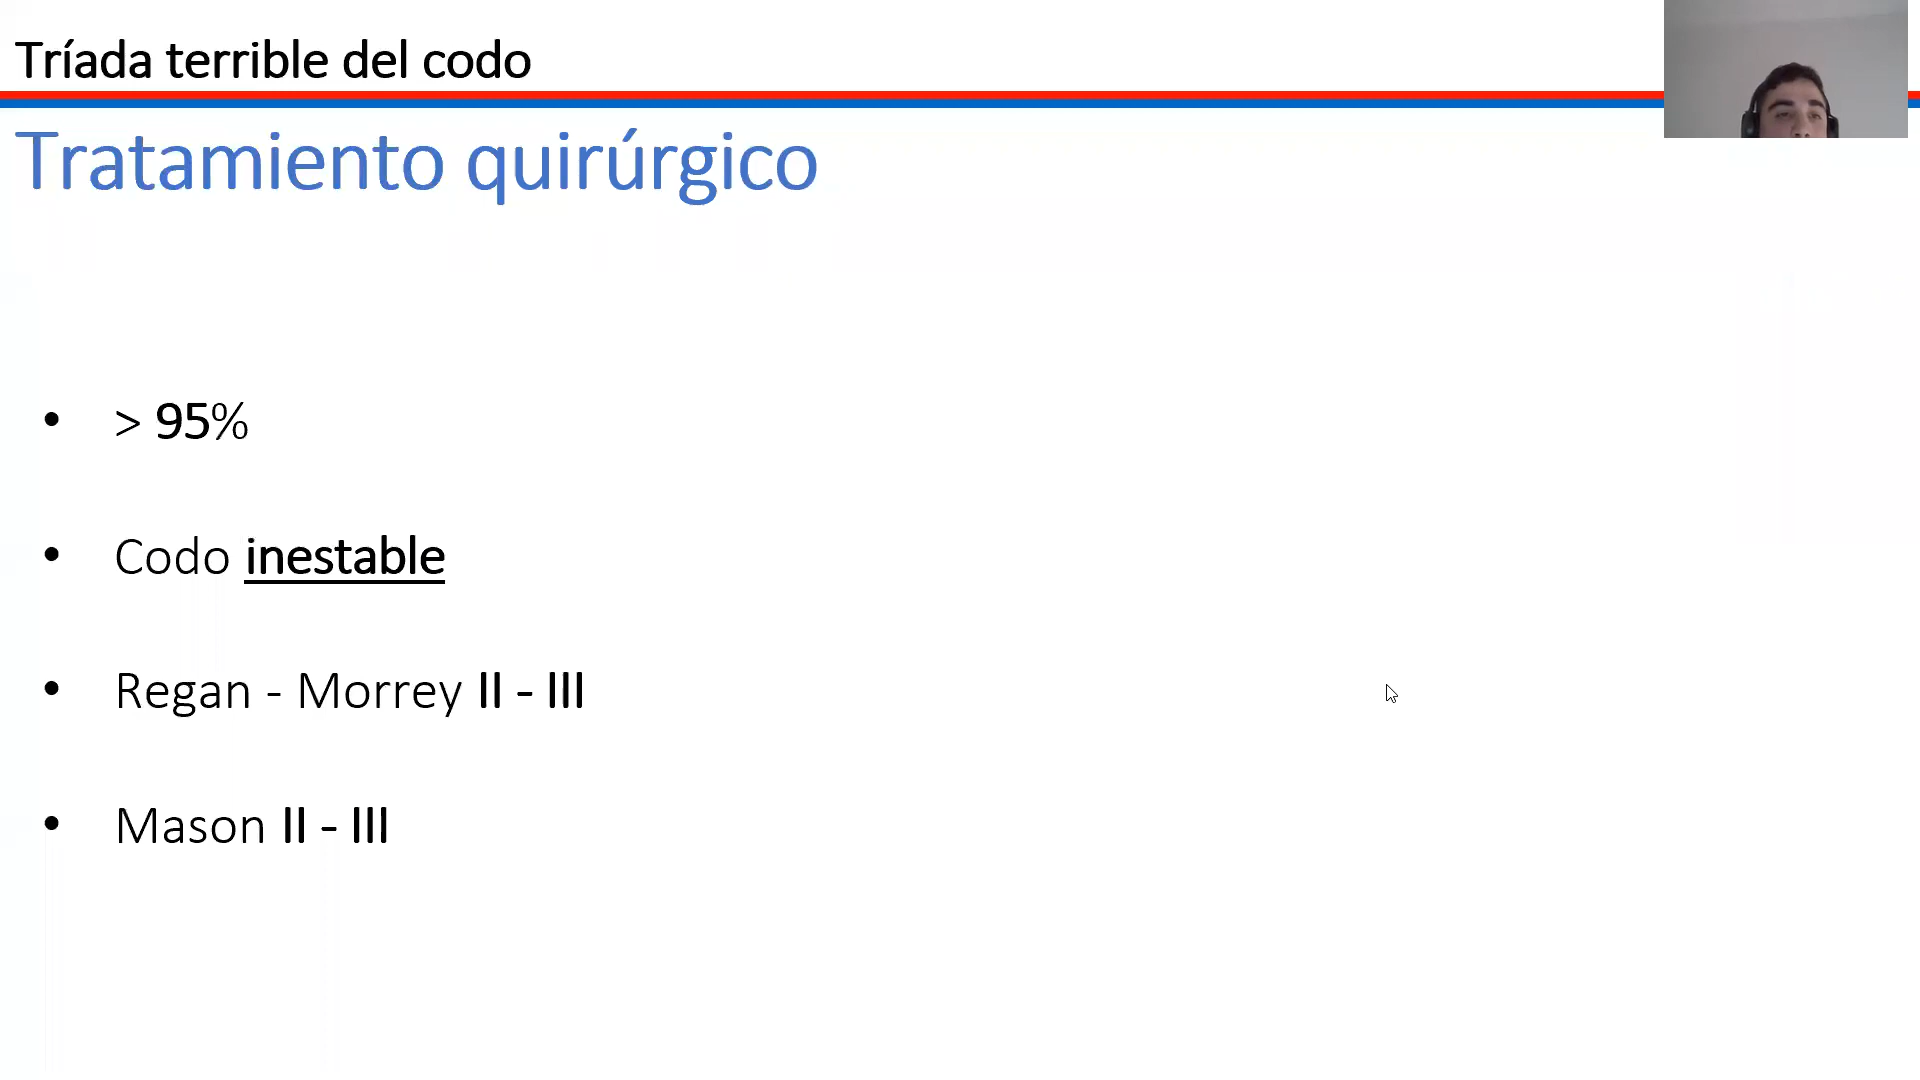 Tríada terrible del codo
Tratamiento quirúrgico
• > 95%
• Codo inestable
• Regan - Morrey II - III
• Mason II - III